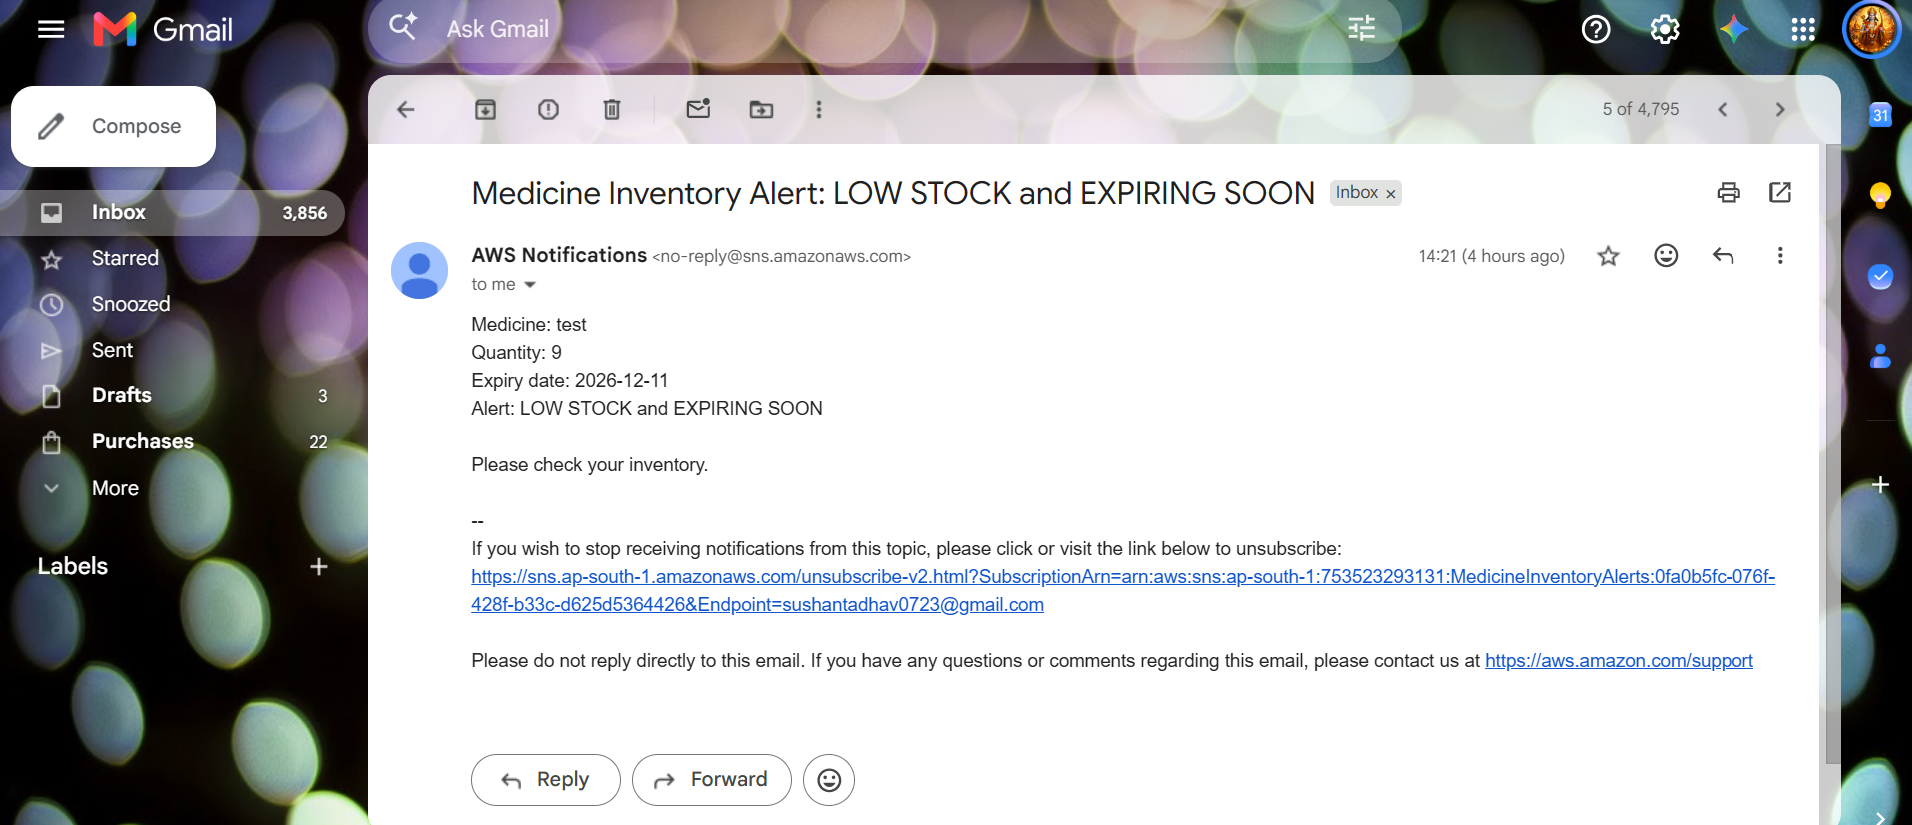 Gmail
Ask Gmail
Compose
5 of 4,795
31
Inbox 3,856
Starred
Snoozed
Sent
Drafts 3
Purchases 22
More
Labels
Medicine Inventory Alert: LOW STOCK and EXPIRING SOON Inbox x
AWS Notifications <no-reply@sns.amazonaws.com> 14:21 (4 hours ago)
to me
Medicine: test
Quantity: 9
Expiry date: 2026-12-11
Alert: LOW STOCK and EXPIRING SOON
Please check your inventory.
--
If you wish to stop receiving notifications from this topic, please click or visit the link below to unsubscribe:
https://sns.ap-south-1.amazonaws.com/unsubscribe-v2.html?SubscriptionArn=arn:aws:sns:ap-south-1:753523293131:MedicineInventoryAlerts:0fa0b5fc-076f-
428f-b33c-d625d5364426&Endpoint=sushantadhav0723@gmail.com
Please do not reply directly to this email. If you have any questions or comments regarding this email, please contact us at https://aws.amazon.com/support
Reply
Forward